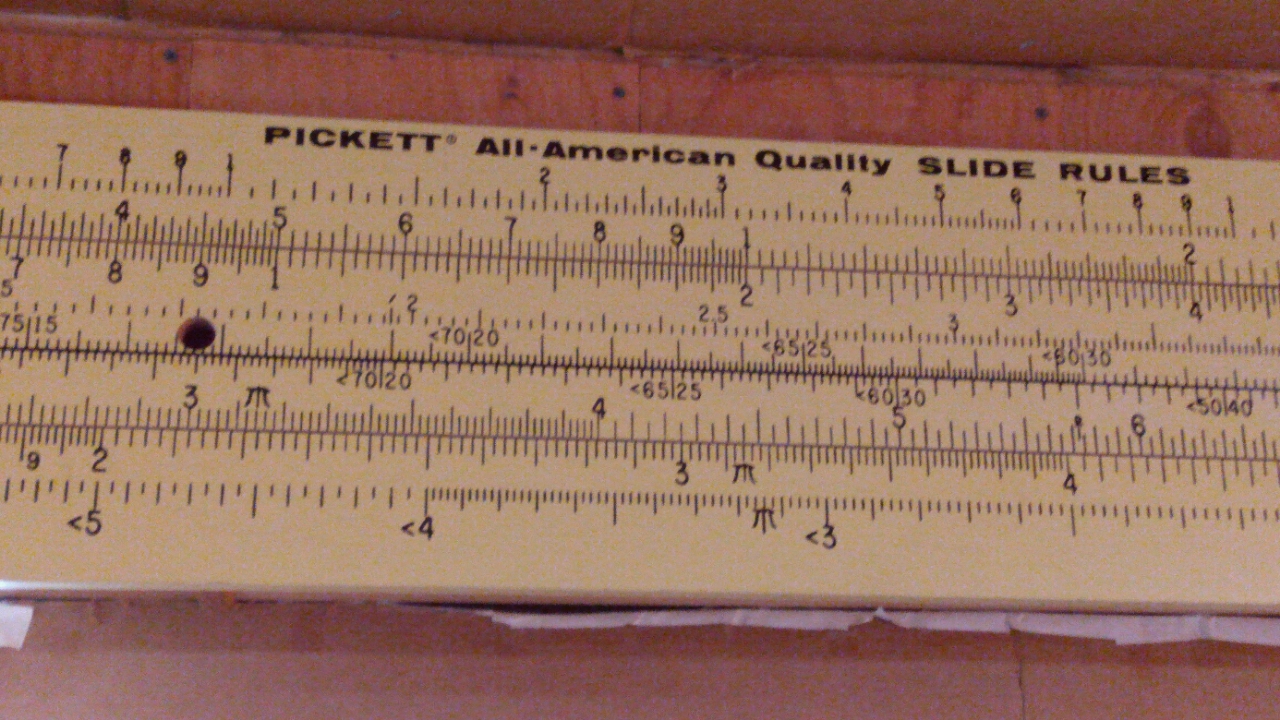 PICKETT® All-American Quality SLIDE RULES
7 8 9 1 2 3 4 5 6 7 8 9 1
4 5 6 7 8 9 1 2
7 8 9 1 2 3 4
5 2 2.5 3
75|15 <70|20 <65|25 <60|30
<70|20 <65|25 <60|30 <50|40
3 π 4 5 6
9 2 3 π 4
<5 <4 π <3